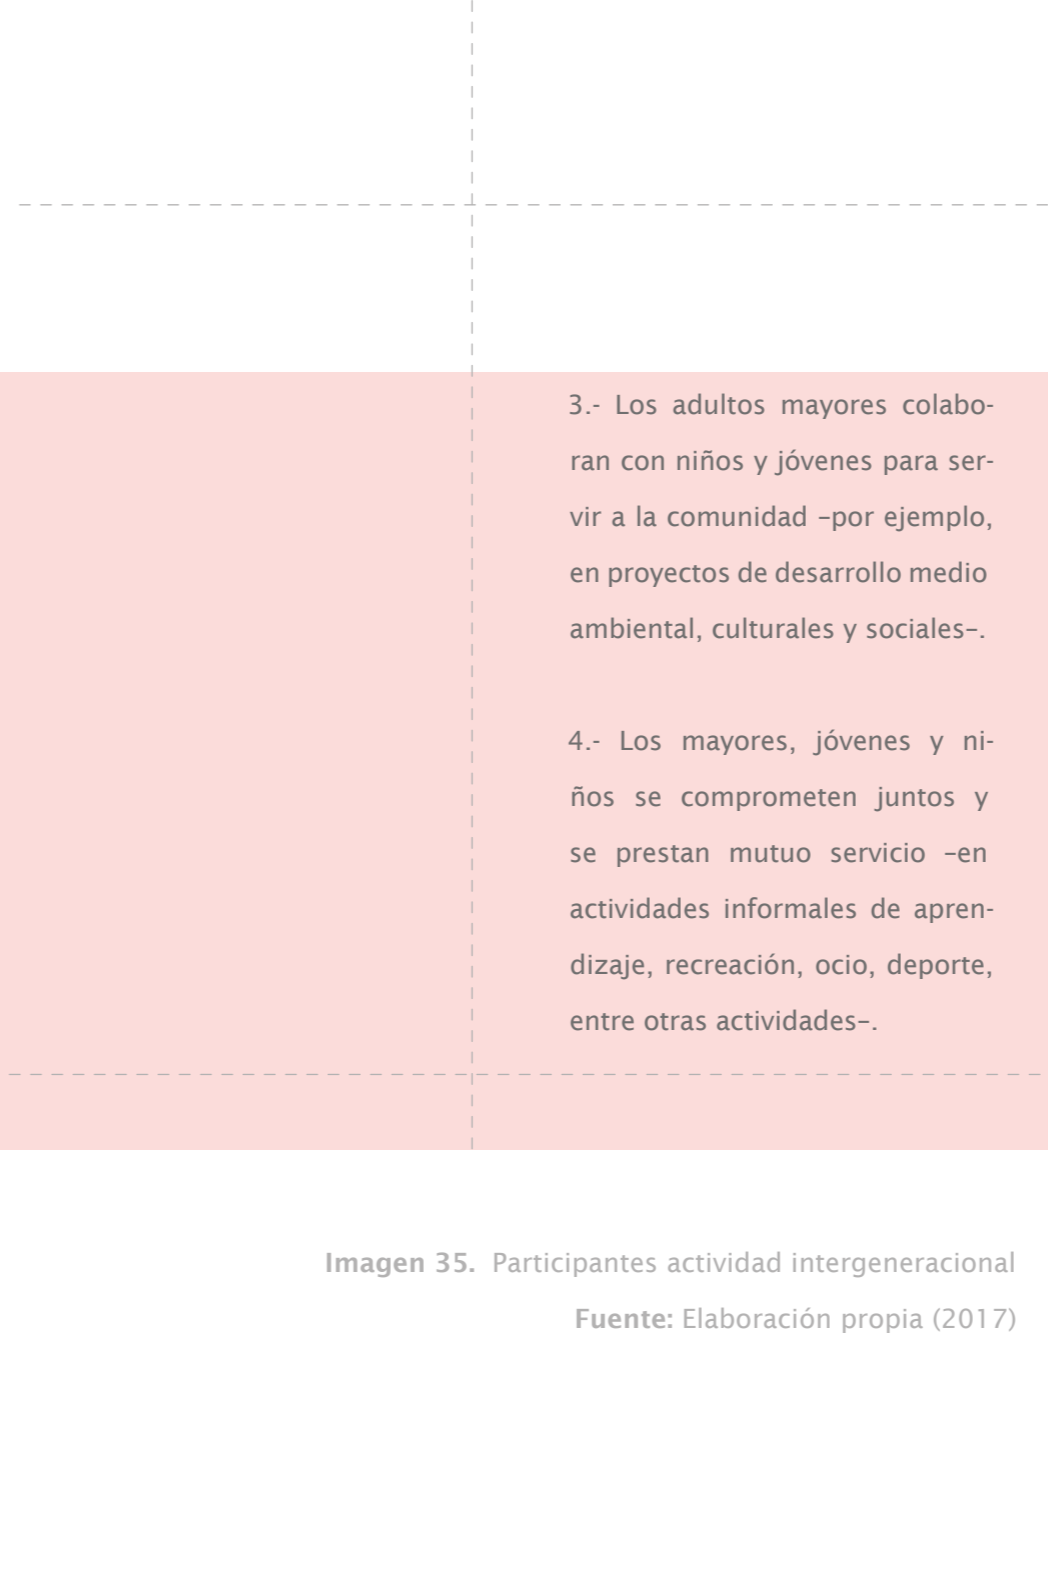 3.- Los adultos mayores colabo-
ran con niños y jóvenes para ser-
vir a la comunidad –por ejemplo,
en proyectos de desarrollo medio
ambiental, culturales y sociales–.
4.- Los mayores, jóvenes y ni-
ños se comprometen juntos y
se prestan mutuo servicio –en
actividades informales de apren-
dizaje, recreación, ocio, deporte,
entre otras actividades–.
Imagen 35. Participantes actividad intergeneracional
Fuente: Elaboración propia (2017)